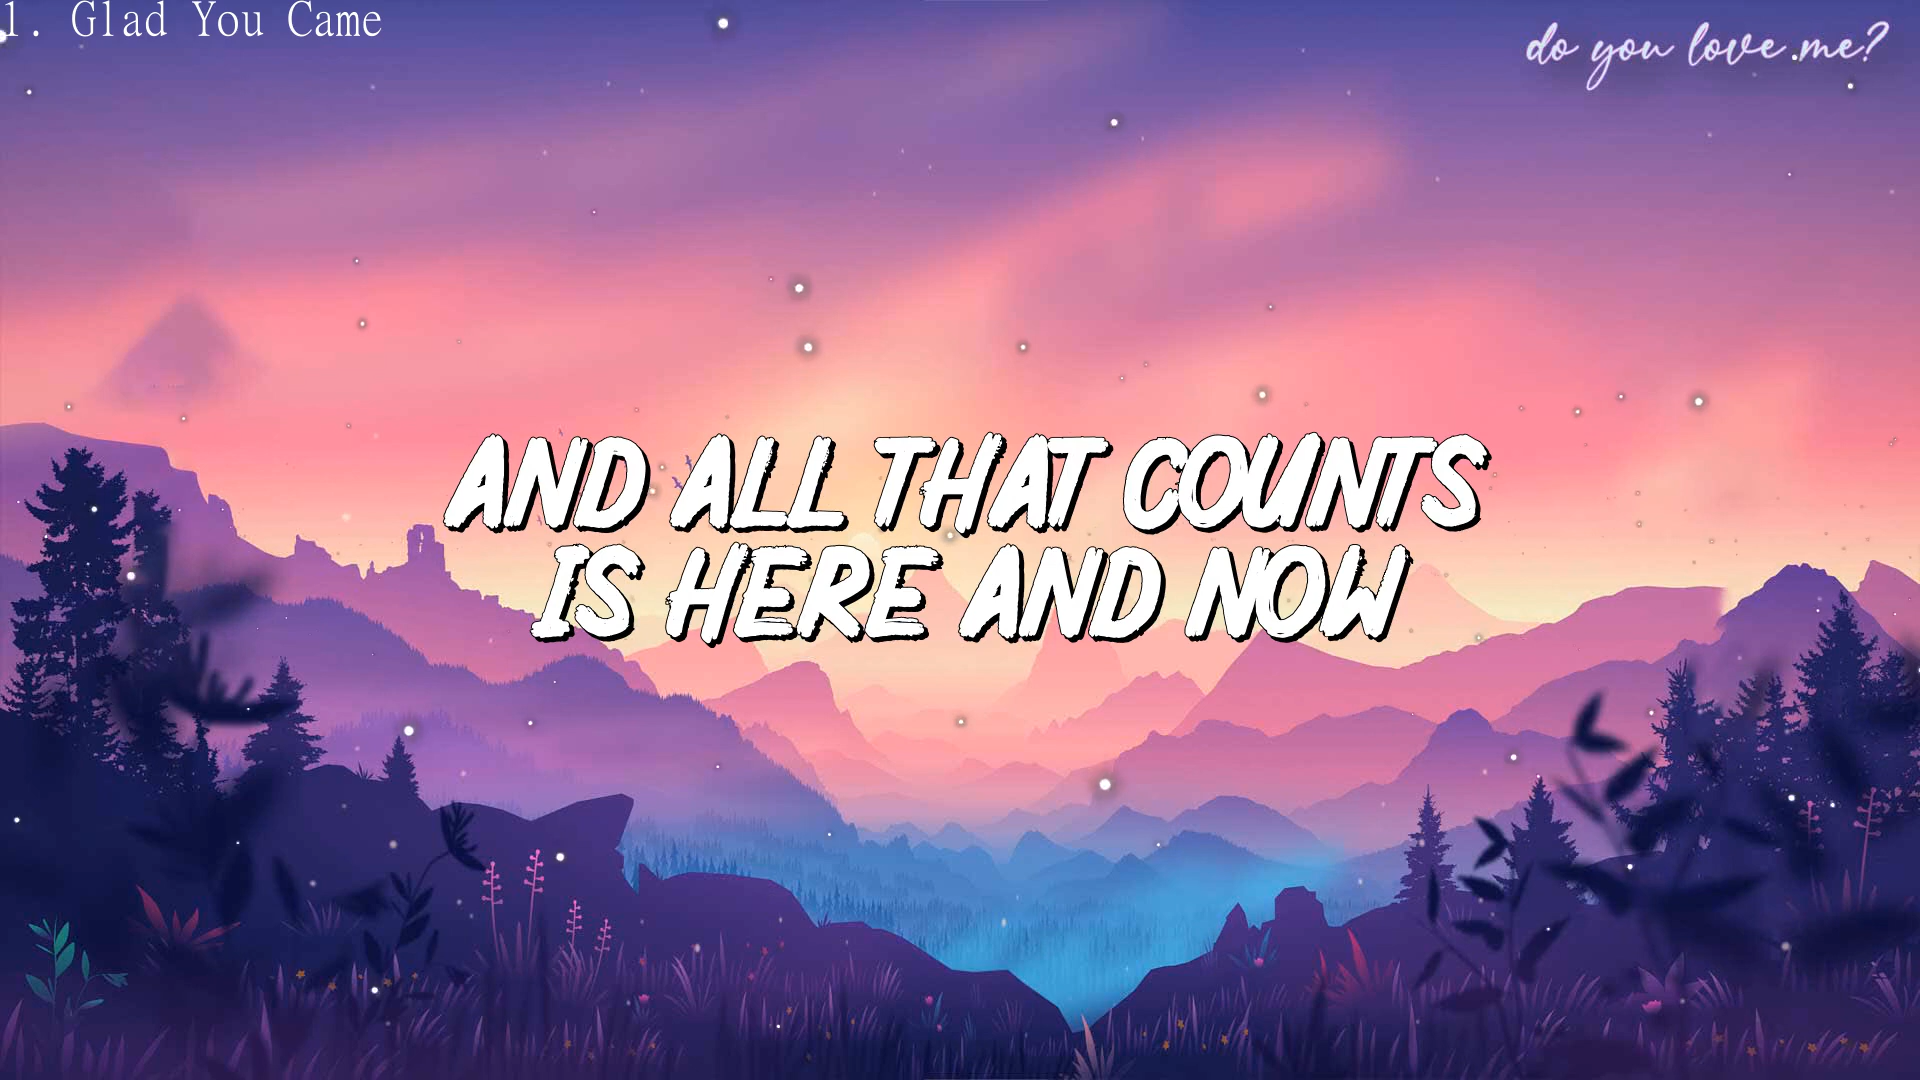 1. Glad You Came
do you love me?
AND ALL THAT COUNTS
IS HERE AND NOW